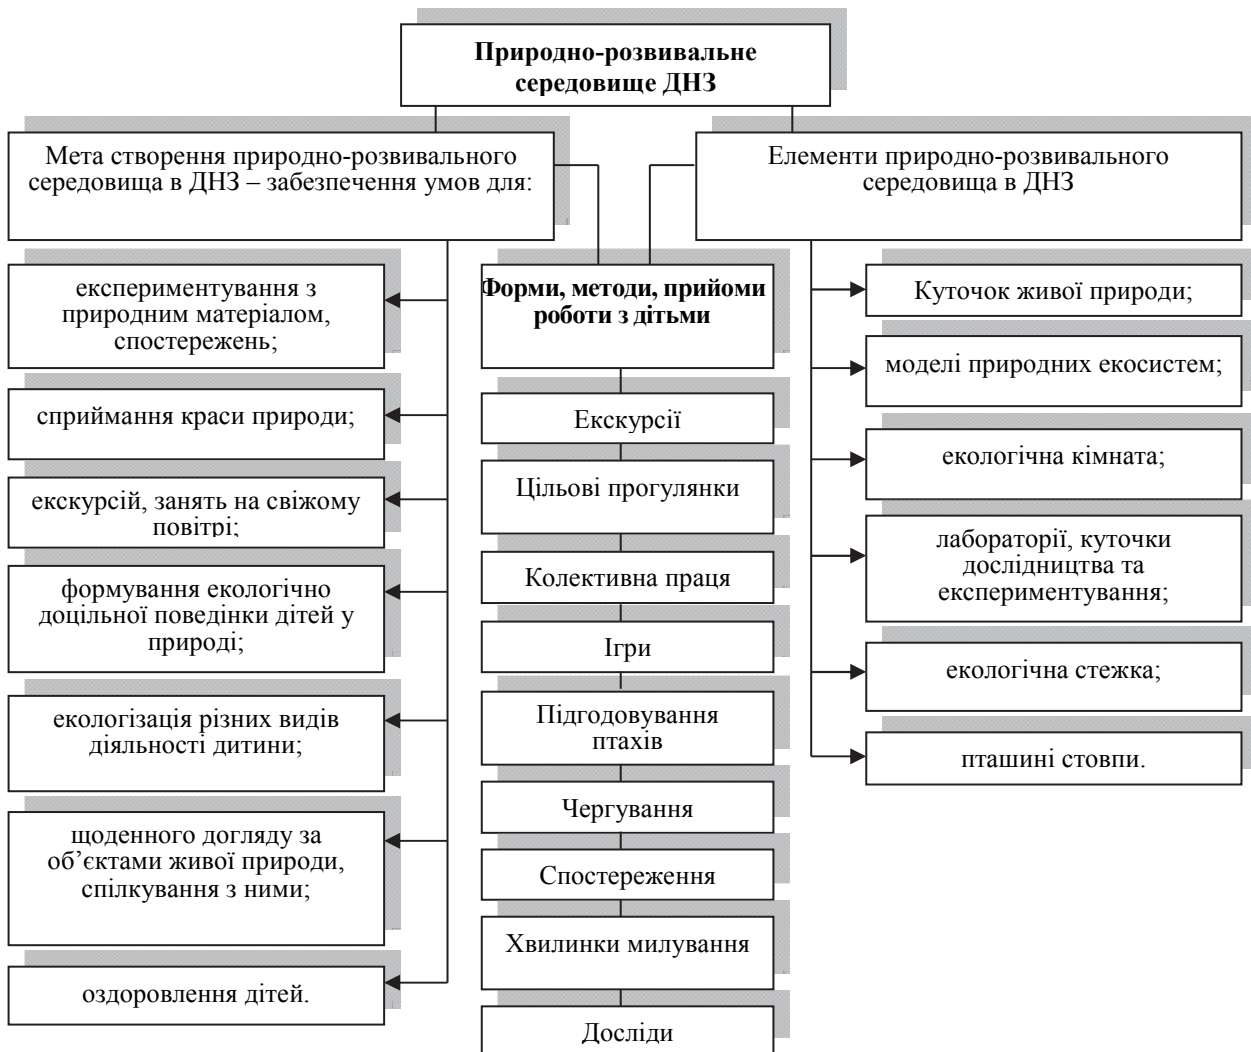 Природно-розвивальне
середовище ДНЗ
Мета створення природно-розвивального
середовища в ДНЗ – забезпечення умов для:
експериментування з
природним матеріалом,
спостережень;
сприймання краси природи;
екскурсій, занять на свіжому
повітрі;
формування екологічно
доцільної поведінки дітей у
природі;
екологізація різних видів
діяльності дитини;
щоденного догляду за
об’єктами живої природи,
спілкування з ними;
оздоровлення дітей.
Форми, методи, прийоми
роботи з дітьми
Екскурсії
Цільові прогулянки
Колективна праця
Ігри
Підгодовування
птахів
Чергування
Спостереження
Хвилинки милування
Досліди
Елементи природно-розвивального
середовища в ДНЗ
Куточок живої природи;
моделі природних екосистем;
екологічна кімната;
лабораторії, куточки
дослідництва та
експериментування;
екологічна стежка;
пташині стовпи.